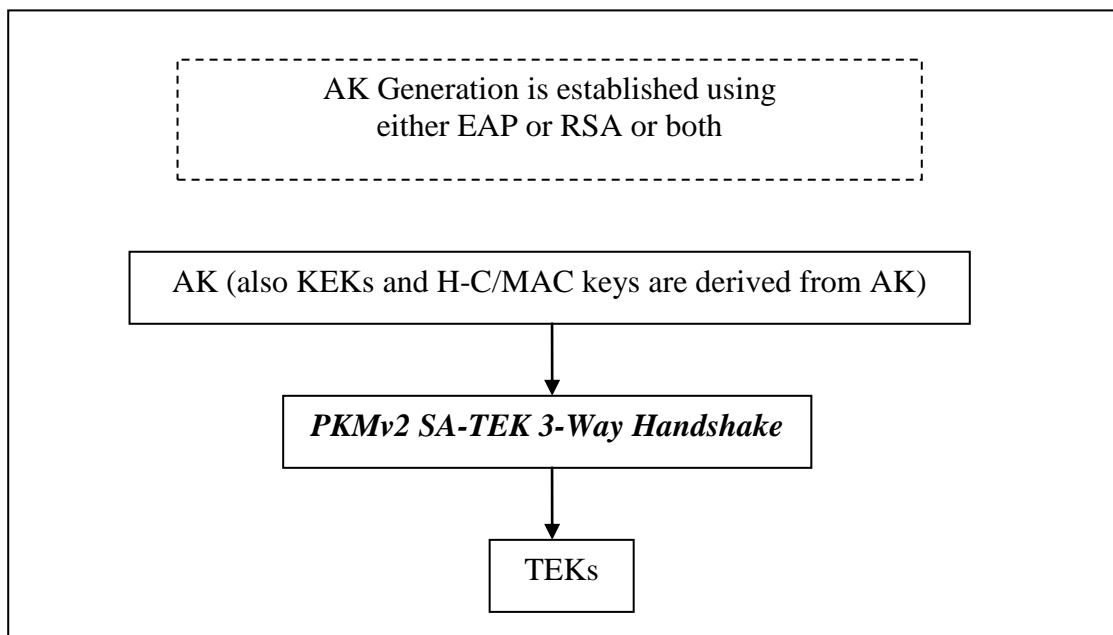 AK Generation is established using
either EAP or RSA or both
AK (also KEKs and H-C/MAC keys are derived from AK)
PKMv2 SA-TEK 3-Way Handshake
TEKs